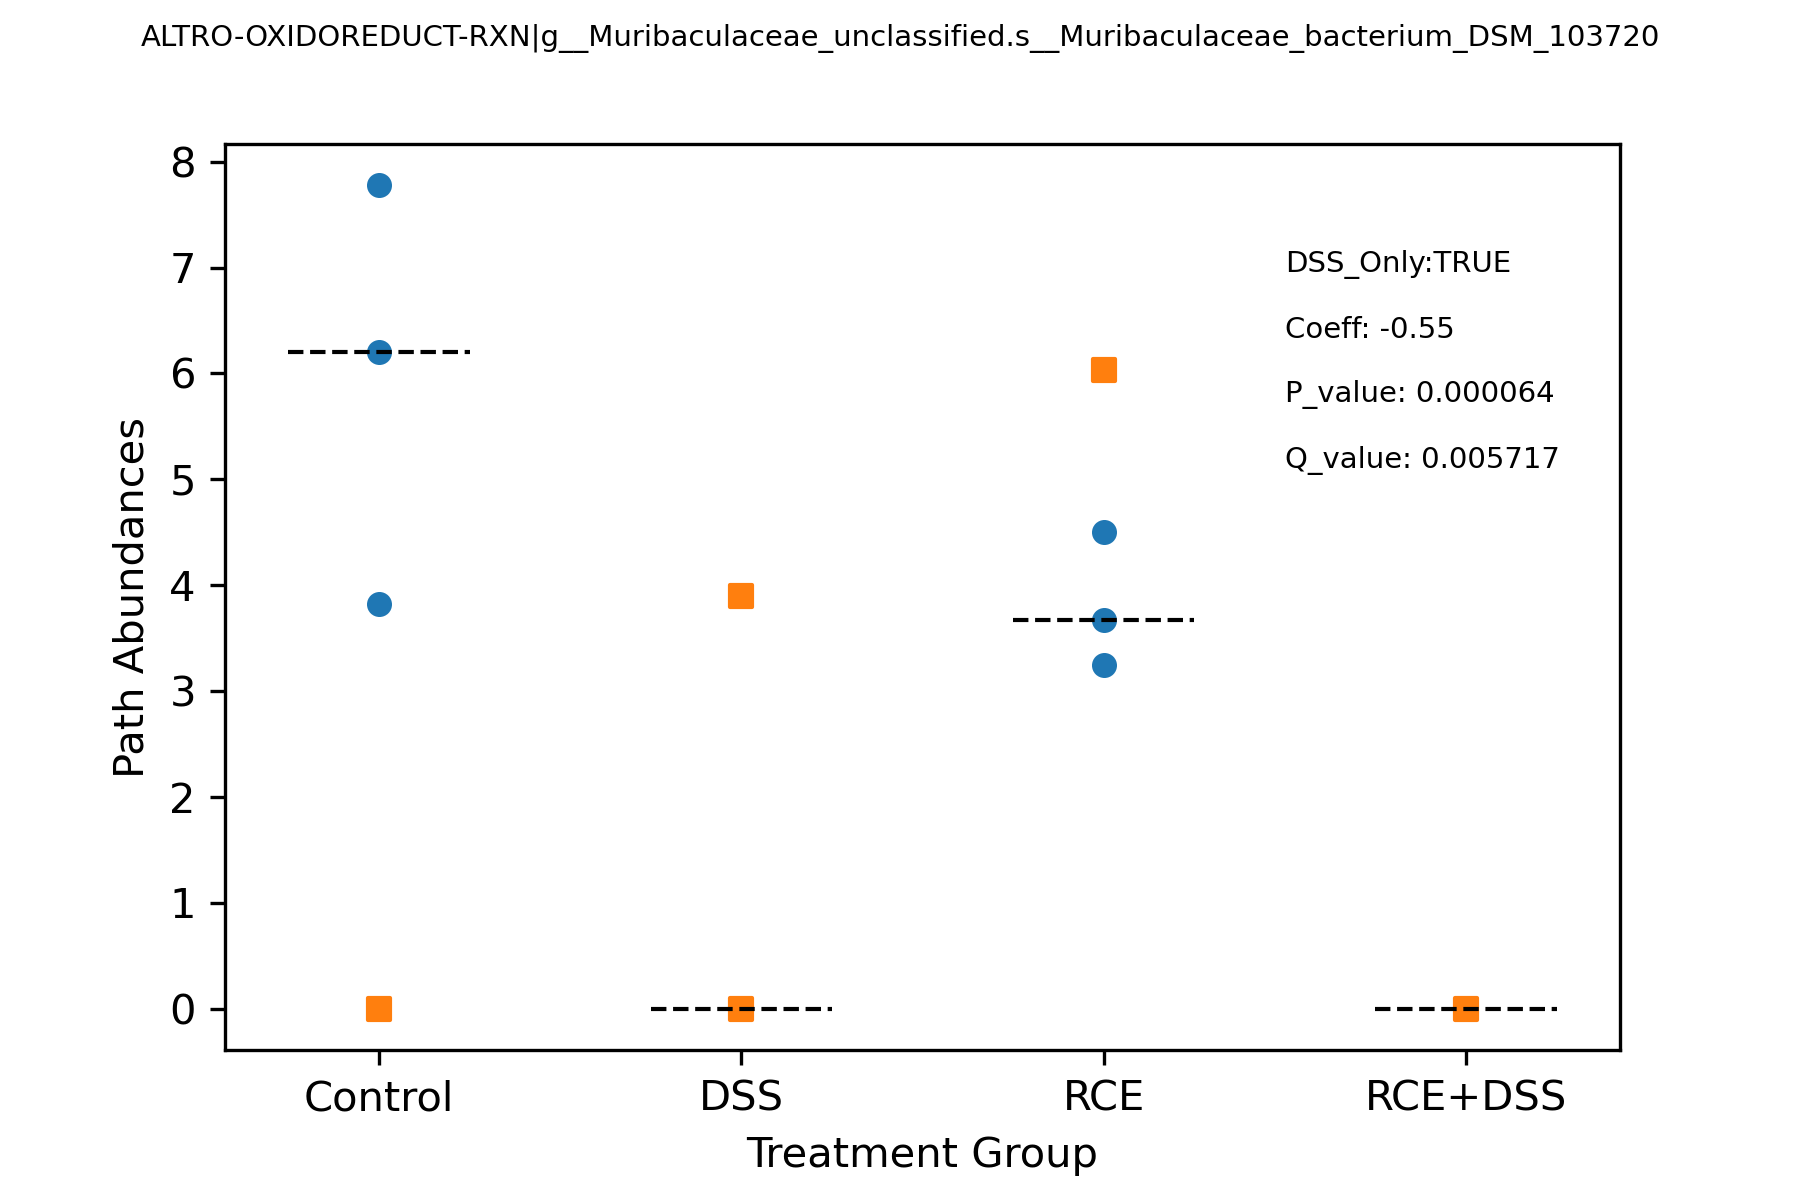 ALTRO-OXIDOREDUCT-RXN|g__Muribaculaceae_unclassified.s__Muribaculaceae_bacterium_DSM_103720
8
7
6
5
4
3
2
1
0
Path Abundances
DSS_Only:TRUE
Coeff: -0.55
P_value: 0.000064
Q_value: 0.005717
Control DSS RCE RCE+DSS
Treatment Group